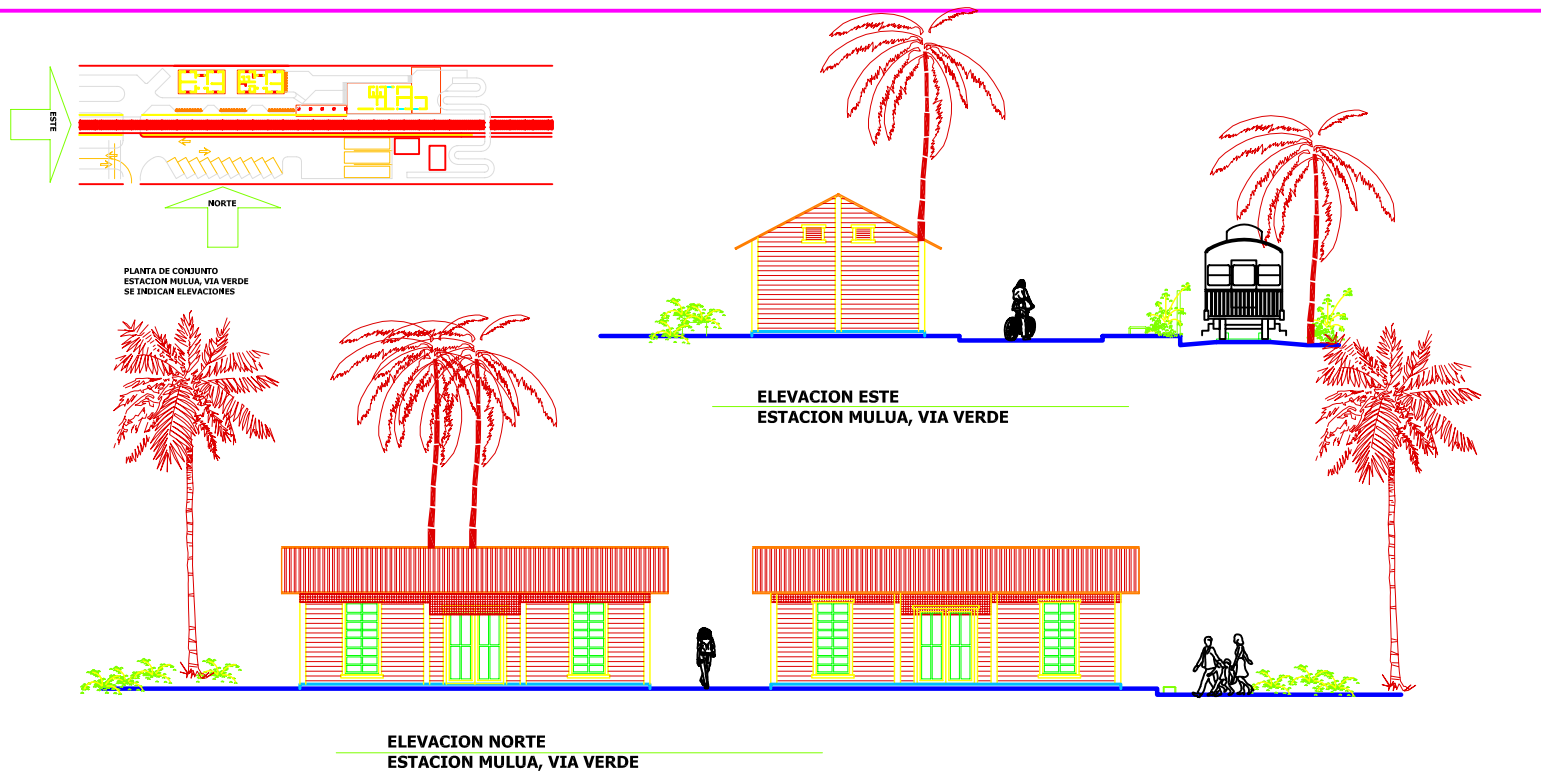 ESTE
NORTE
PLANTA DE CONJUNTO
ESTACION MULUA, VIA VERDE
SE INDICAN ELEVACIONES
ELEVACION ESTE
ESTACION MULUA, VIA VERDE
ELEVACION NORTE
ESTACION MULUA, VIA VERDE